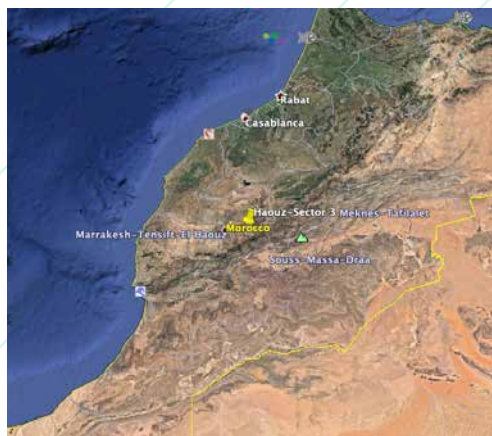 Rabat
Casablanca
Haouz-Sector 3
Meknes-Tafilalet
Morocco
Marrakesh-Tensift-El Haouz
Souss-Massa-Draa